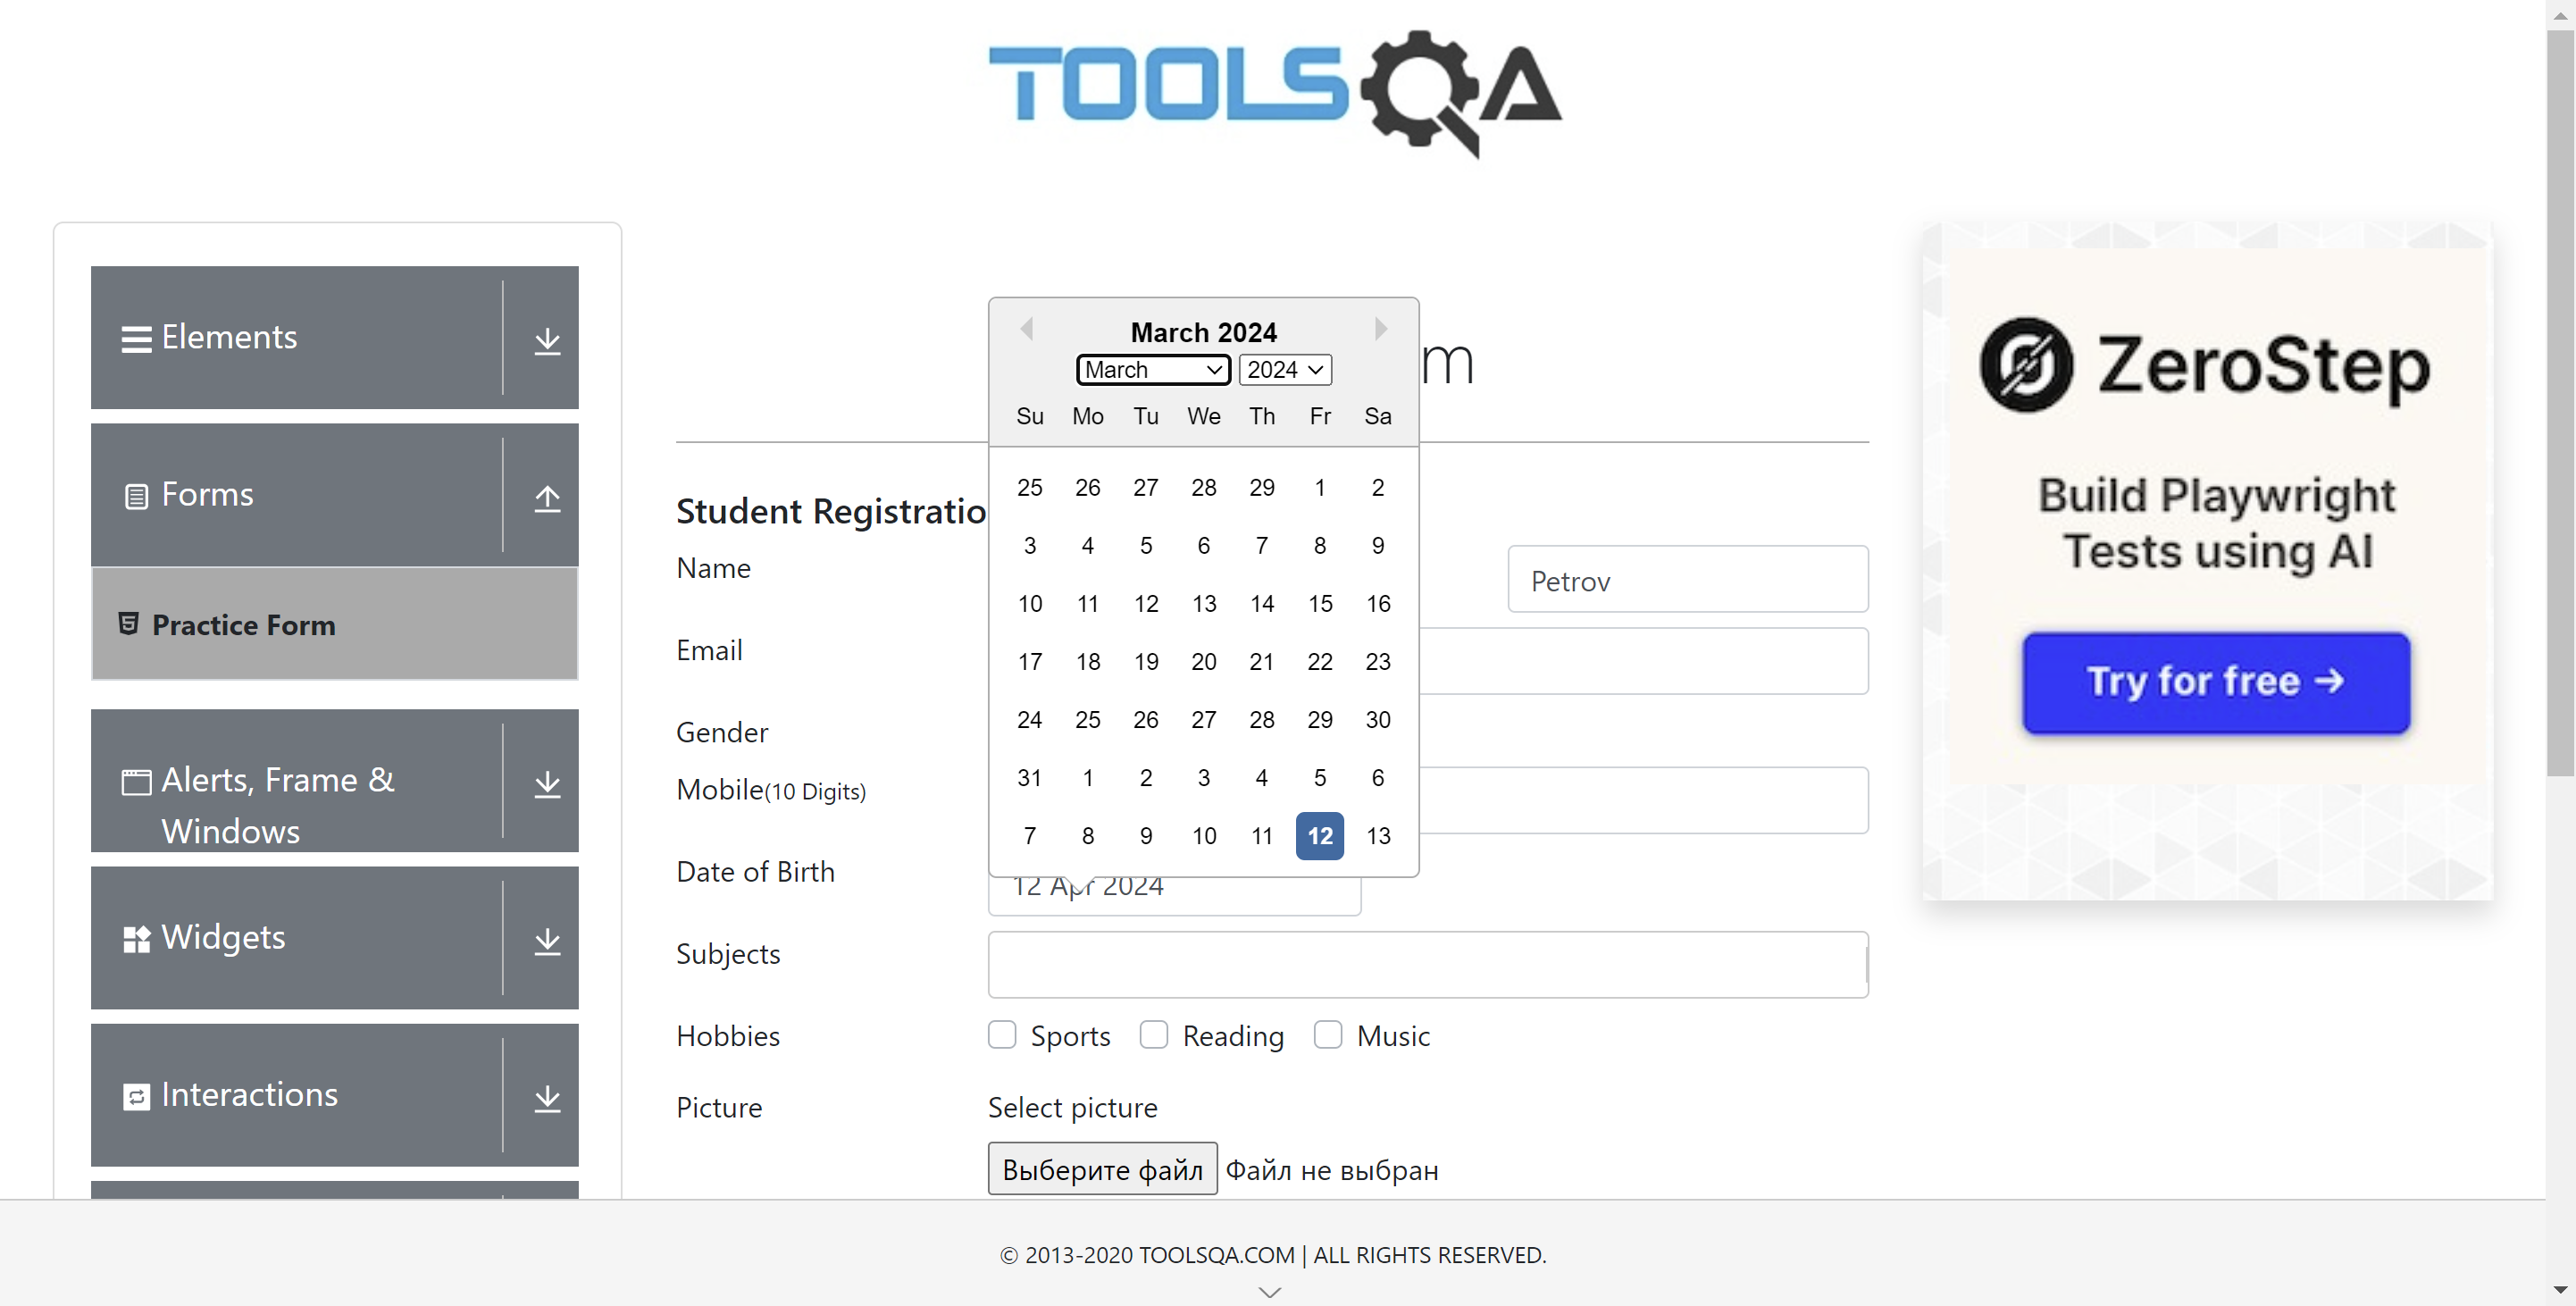 TOOLSQA
Elements
Forms
Practice Form
Alerts, Frame &
Windows
Widgets
Interactions
m
Student Registratio
Name
Petrov
Email
Gender
Mobile(10 Digits)
Date of Birth
12 Apr 2024
Subjects
Hobbies
Sports Reading Music
Picture
Select picture
Выберите файл Файл не выбран
March 2024
March 2024
Su Mo Tu We Th Fr Sa
25 26 27 28 29 1 2
3 4 5 6 7 8 9
10 11 12 13 14 15 16
17 18 19 20 21 22 23
24 25 26 27 28 29 30
31 1 2 3 4 5 6
7 8 9 10 11 12 13
ZeroStep
Build Playwright
Tests using AI
Try for free →
© 2013-2020 TOOLSQA.COM | ALL RIGHTS RESERVED.